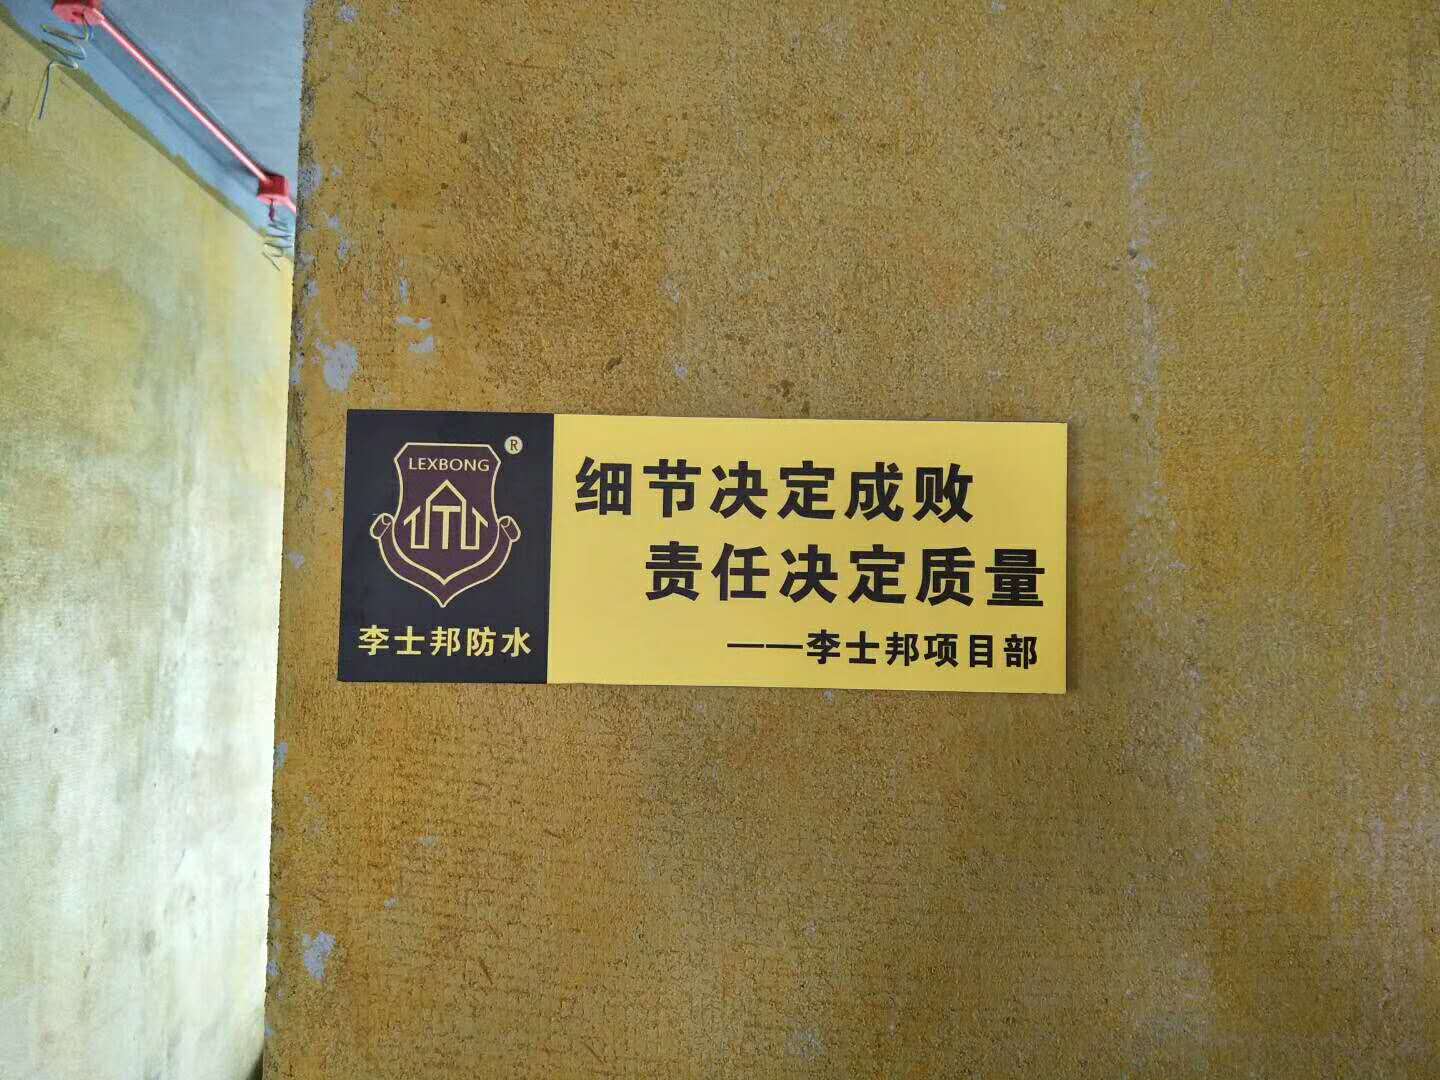 LEXBONG
®
李士邦防水
细节决定成败
责任决定质量
——李士邦项目部